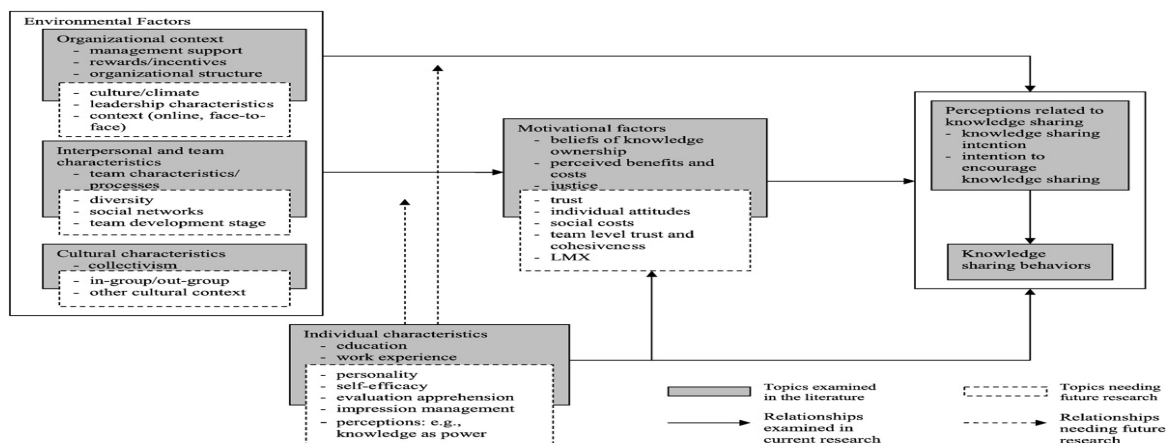 Environmental Factors
Organizational context
- management support
- rewards/incentives
- organizational structure
- culture/climate
- leadership characteristics
- context (online, face-to-
face)
Interpersonal and team
characteristics
- team characteristics/
processes
- diversity
- social networks
- team development stage
Cultural characteristics
- collectivism
- in-group/out-group
- other cultural context
Individual characteristics
- education
- work experience
- personality
- self-efficacy
- evaluation apprehension
- impression management
- perceptions: e.g.,
knowledge as power
Motivational factors
- beliefs of knowledge
ownership
- perceived benefits and
costs
- justice
- trust
- individual attitudes
- social costs
- team level trust and
cohesiveness
- LMX
Perceptions related to
knowledge sharing
- knowledge sharing
intention
- intention to
encourage
knowledge sharing
Knowledge
sharing behaviors
Topics examined
in the literature
Topics needing
future research
Relationships
examined in
current research
Relationships
needing future
research